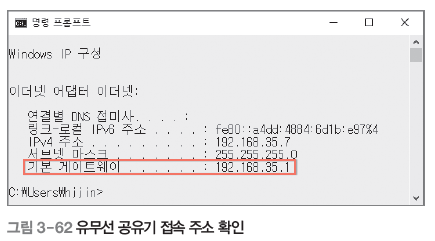 명령 프롬프트
Windows IP 구성
이더넷 어댑터 이더넷:
연결별 DNS 접미사. . . . :
링크-로컬 IPv6 주소 . . . . : fe80::a4dd:4084:6d1b:e97%4
IPv4 주소 . . . . . . . . . : 192.168.35.7
서브넷 마스크 . . . . . . . : 255.255.255.0
기본 게이트웨이 . . . . . . : 192.168.35.1
C:₩Users₩hijin>
그림 3-62 유무선 공유기 접속 주소 확인